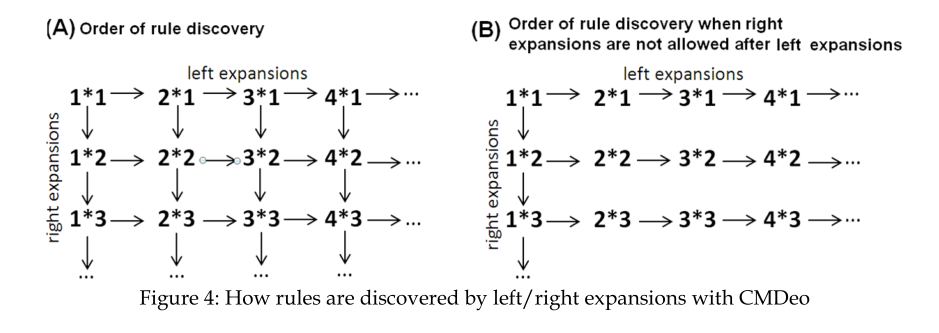 (A) Order of rule discovery
left expansions
right expansions
1*1 → 2*1 → 3*1 → 4*1 → ...
1*2 → 2*2 → 3*2 → 4*2 → ...
1*3 → 2*3 → 3*3 → 4*3 → ...
... ... ... ...
(B) Order of rule discovery when right
expansions are not allowed after left expansions
left expansions
right expansions
1*1 → 2*1 → 3*1 → 4*1 → ...
1*2 → 2*2 → 3*2 → 4*2 → ...
1*3 → 2*3 → 3*3 → 4*3 → ...
...
Figure 4: How rules are discovered by left/right expansions with CMDeo